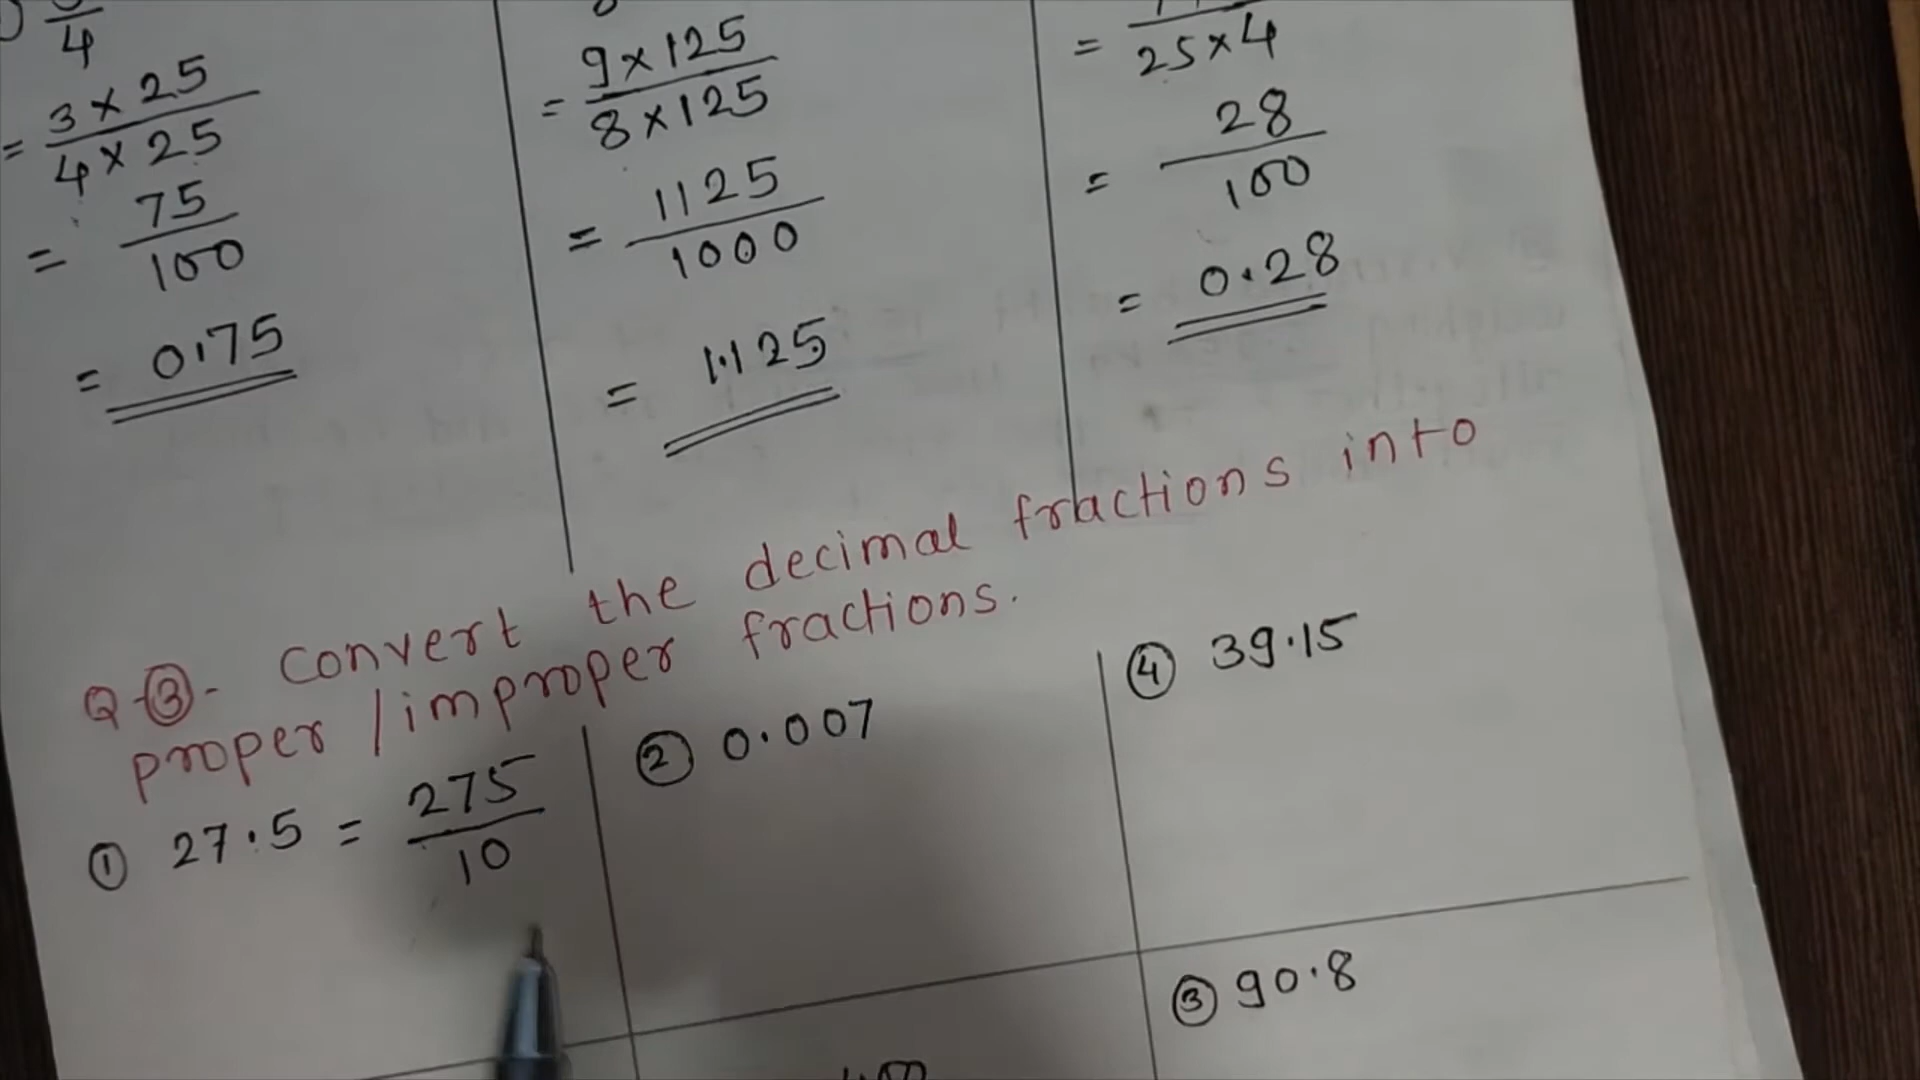 4
= 3 × 25
4 × 25
= 75
100
= 0.75
= 9 × 125
8 × 125
= 1125
1000
= 1.125
= 25 × 4
= 28
100
= 0.28
Q-③- Convert the decimal fractions into
proper / improper fractions.
① 27.5 = 275
10
② 0.007
④ 39.15
③ 90.8